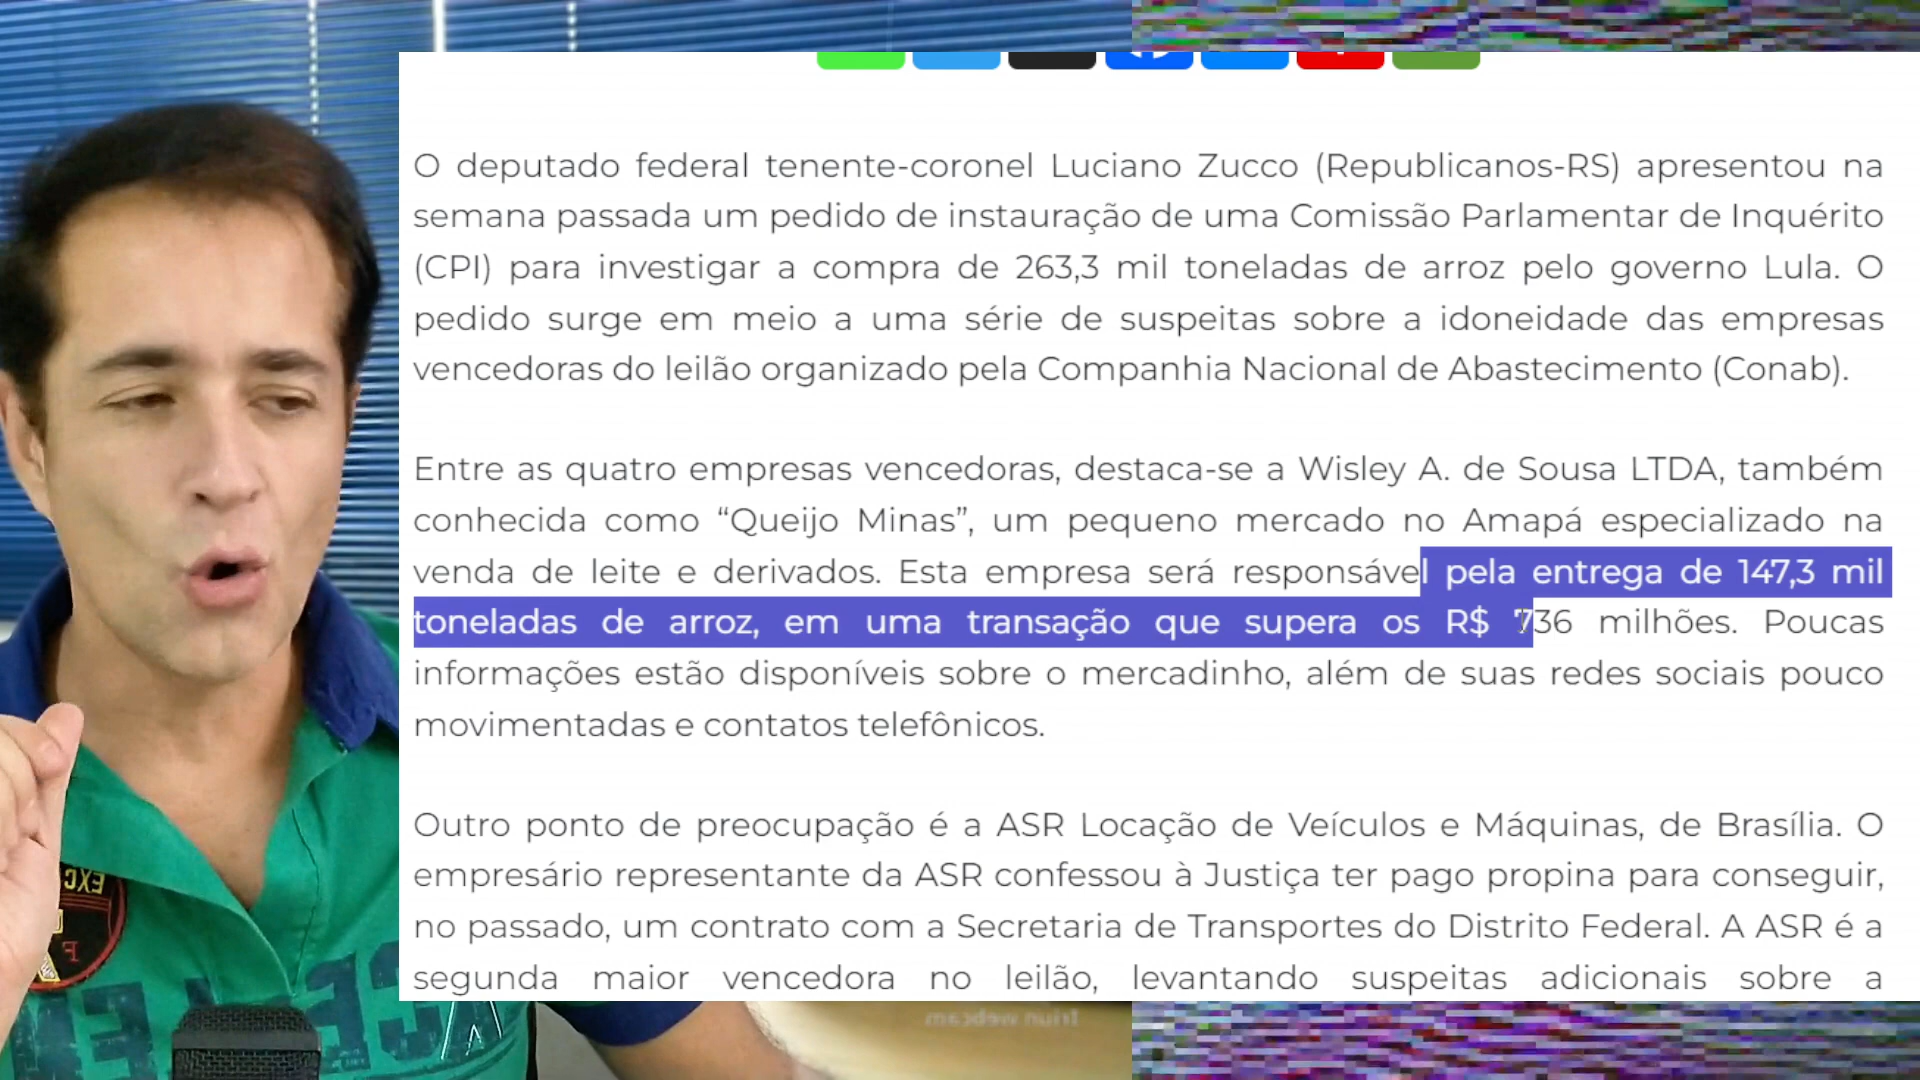 O deputado federal tenente-coronel Luciano Zucco (Republicanos-RS) apresentou na
semana passada um pedido de instauração de uma Comissão Parlamentar de Inquérito
(CPI) para investigar a compra de 263,3 mil toneladas de arroz pelo governo Lula. O
pedido surge em meio a uma série de suspeitas sobre a idoneidade das empresas
vencedoras do leilão organizado pela Companhia Nacional de Abastecimento (Conab).
Entre as quatro empresas vencedoras, destaca-se a Wisley A. de Sousa LTDA, também
conhecida como “Queijo Minas”, um pequeno mercado no Amapá especializado na
venda de leite e derivados. Esta empresa será responsável pela entrega de 147,3 mil
toneladas de arroz, em uma transação que supera os R$ 736 milhões. Poucas
informações estão disponíveis sobre o mercadinho, além de suas redes sociais pouco
movimentadas e contatos telefônicos.
Outro ponto de preocupação é a ASR Locação de Veículos e Máquinas, de Brasília. O
empresário representante da ASR confessou à Justiça ter pago propina para conseguir,
no passado, um contrato com a Secretaria de Transportes do Distrito Federal. A ASR é a
segunda maior vencedora no leilão, levantando suspeitas adicionais sobre a
EXC
F
iriun webcam